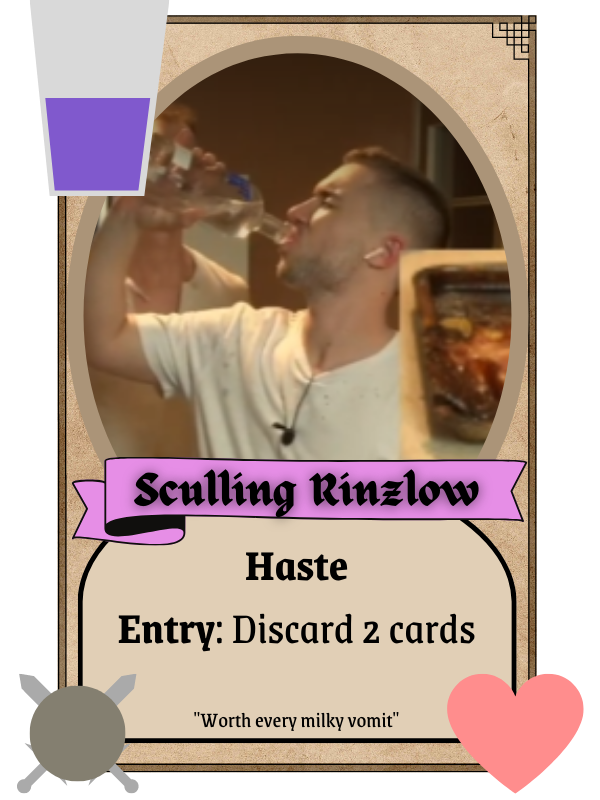 Sculling Rinzlow
Haste
Entry: Discard 2 cards
"Worth every milky vomit"